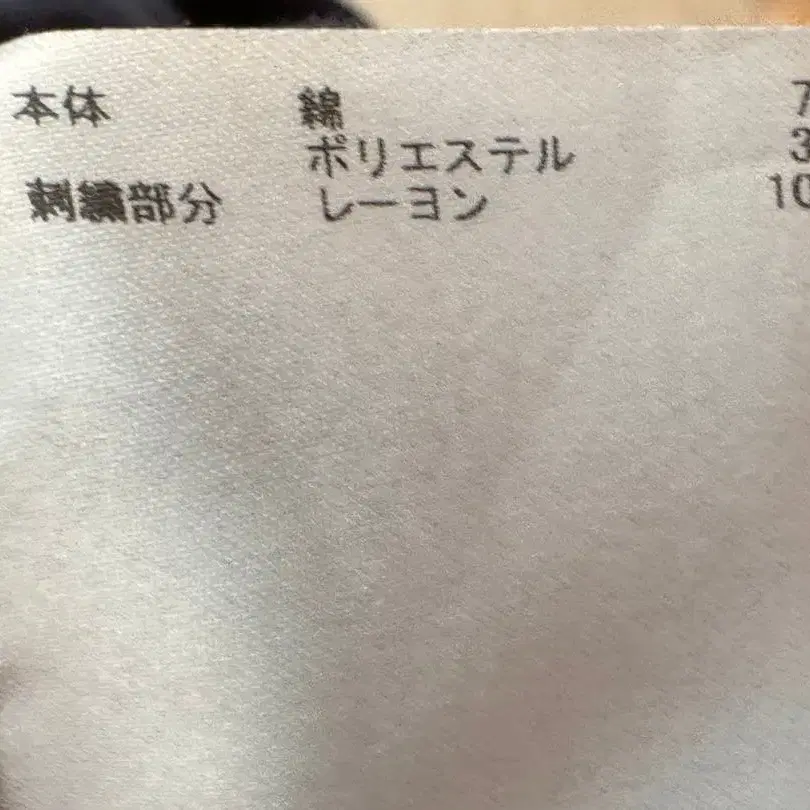 本体 綿 7
ポリエステル 3
刺繍部分 レーヨン 10